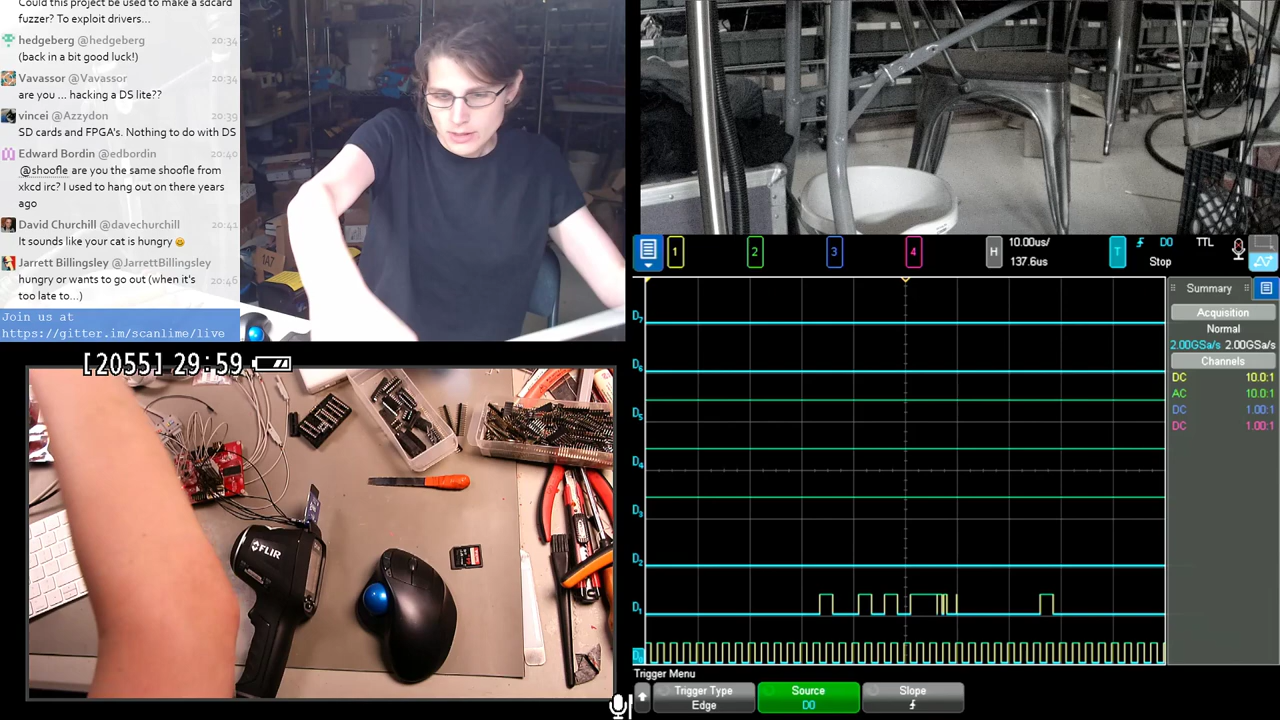 Could this project be used to make a sdcard
fuzzer? To exploit drivers...
hedgeberg @hedgeberg 20:34
(back in a bit good luck!)
Vavassor @Vavassor 20:34
are you ... hacking a DS lite??
vincei @Azzydon 20:39
SD cards and FPGA's. Nothing to do with DS
Edward Bordin @edbordin 20:40
@shoofle are you the same shoofle from
xkcd irc? I used to hang out on there years
ago
David Churchill @davechurchill 20:41
It sounds like your cat is hungry
Jarrett Billingsley @JarrettBillingsley
hungry or wants to go out (when it's 20:46
too late to...)
Join us at
https://gitter.im/scanlime/live
1A7
[2055] 29:59
FLIR
1
2
3
4
H
10.00us/
137.6us
T
D0
Stop
TTL
Summary
Acquisition
Normal
2.00GSa/s 2.00GSa/s
Channels
DC 10.0:1
AC 10.0:1
DC 1.00:1
DC 1.00:1
D7
D6
D5
D4
D3
D2
D1
D0
Trigger Menu
Trigger Type
Edge
Source
D0
Slope